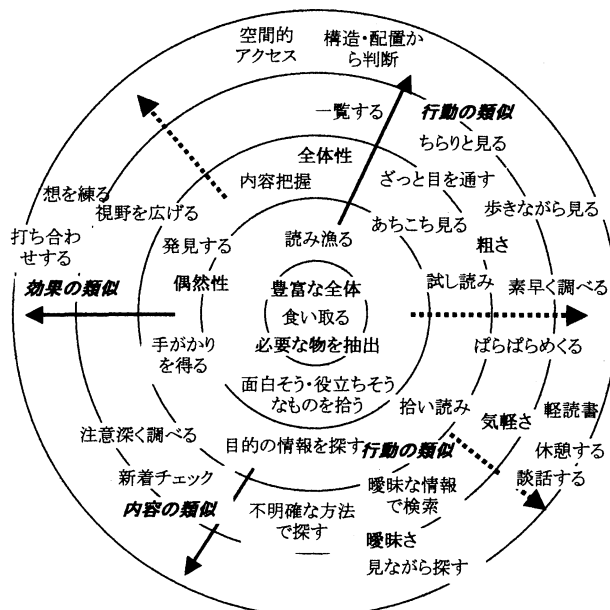 空間的
アクセス
構造・配置か
ら判断
一覧する
行動の類似
ちらりと見る
全体性
内容把握
ざっと目を通す
想を練る
視野を広げる
あちこち見る
歩きながら見る
打ち合わ
せする
発見する
読み漁る
粗さ
効果の類似
偶然性
豊富な全体
試し読み
素早く調べる
食い取る
手がかり
を得る
必要な物を抽出
ぱらぱらめくる
面白そう・役立ちそう
なものを拾う
拾い読み
気軽さ
軽読書
注意深く調べる
目的の情報を探す
行動の類似
休憩する
新着チェック
曖昧な情報
で検索
談話する
内容の類似
不明確な方法
で探す
曖昧さ
見ながら探す